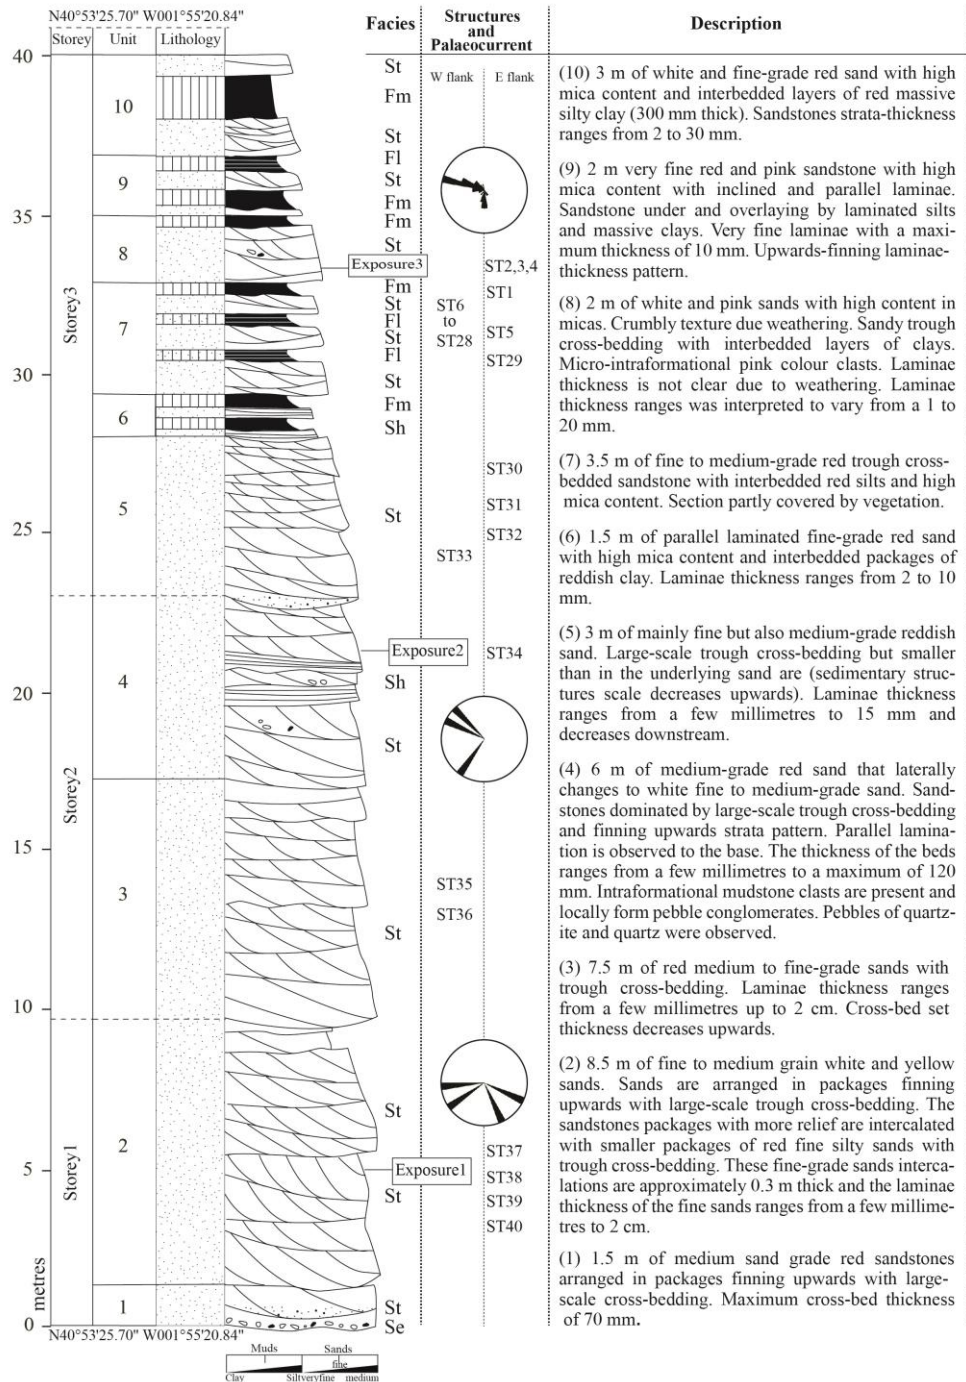 N40°53'25.70" W001°55'20.84"
Storey
Unit
Lithology
Facies
Structures
and
Palaeocurrent
Description
W flank
E flank
40
35
30
25
20
15
10
5
0
metres
Storey3
Storey2
Storey1
10
9
8
7
6
5
4
3
2
1
St
Fm
St
Fl
St
Fm
Fm
St
Exposure3
Fm
St
Fl
St
Fl
St
Fm
Sh
St
Exposure2
Sh
St
St
St
Exposure1
St
St
Se
ST2,3,4
ST1
ST6
to
ST28
ST5
ST29
ST30
ST31
ST32
ST33
ST34
ST35
ST36
ST37
ST38
ST39
ST40
(10) 3 m of white and fine-grade red sand with high
mica content and interbedded layers of red massive
silty clay (300 mm thick). Sandstones strata-thickness
ranges from 2 to 30 mm.
(9) 2 m very fine red and pink sandstone with high
mica content with inclined and parallel laminae.
Sandstone under and overlaying by laminated silts
and massive clays. Very fine laminae with a maxi-
mum thickness of 10 mm. Upwards-finning laminae-
thickness pattern.
(8) 2 m of white and pink sands with high content in
micas. Crumbly texture due weathering. Sandy trough
cross-bedding with interbedded layers of clays.
Micro-intraformational pink colour clasts. Laminae
thickness is not clear due to weathering. Laminae
thickness ranges was interpreted to vary from a 1 to
20 mm.
(7) 3.5 m of fine to medium-grade red trough cross-
bedded sandstone with interbedded red silts and high
mica content. Section partly covered by vegetation.
(6) 1.5 m of parallel laminated fine-grade red sand
with high mica content and interbedded packages of
reddish clay. Laminae thickness ranges from 2 to 10
mm.
(5) 3 m of mainly fine but also medium-grade reddish
sand. Large-scale trough cross-bedding but smaller
than in the underlying sand are (sedimentary struc-
tures scale decreases upwards). Laminae thickness
ranges from a few millimetres to 15 mm and
decreases downstream.
(4) 6 m of medium-grade red sand that laterally
changes to white fine to medium-grade sand. Sand-
stones dominated by large-scale trough cross-bedding
and finning upwards strata pattern. Parallel lamina-
tion is observed to the base. The thickness of the beds
ranges from a few millimetres to a maximum of 120
mm. Intraformational mudstone clasts are present and
locally form pebble conglomerates. Pebbles of quartz-
ite and quartz were observed.
(3) 7.5 m of red medium to fine-grade sands with
trough cross-bedding. Laminae thickness ranges
from a few millimetres up to 2 cm. Cross-bed set
thickness decreases upwards.
(2) 8.5 m of fine to medium grain white and yellow
sands. Sands are arranged in packages finning
upwards with large-scale trough cross-bedding. The
sandstones packages with more relief are intercalated
with smaller packages of red fine silty sands with
trough cross-bedding. These fine-grade sands interca-
lations are approximately 0.3 m thick and the laminae
thickness of the fine sands ranges from a few millime-
tres to 2 cm.
(1) 1.5 m of medium sand grade red sandstones
arranged in packages finning upwards with large-
scale cross-bedding. Maximum cross-bed thickness
of 70 mm.
N40°53'25.70" W001°55'20.84"
Muds
Sands
fine
Clay
Silt
veryfine
medium